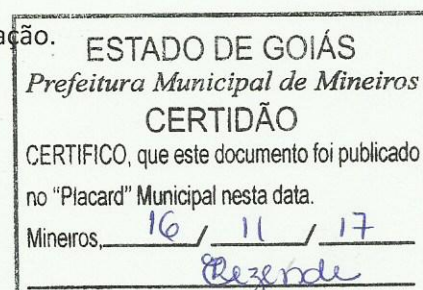 ação.
ESTADO DE GOIÁS
Prefeitura Municipal de Mineiros
CERTIDÃO
CERTIFICO, que este documento foi publicado
no “Placard” Municipal nesta data.
Mineiros, 16 / 11 / 17
Rezende